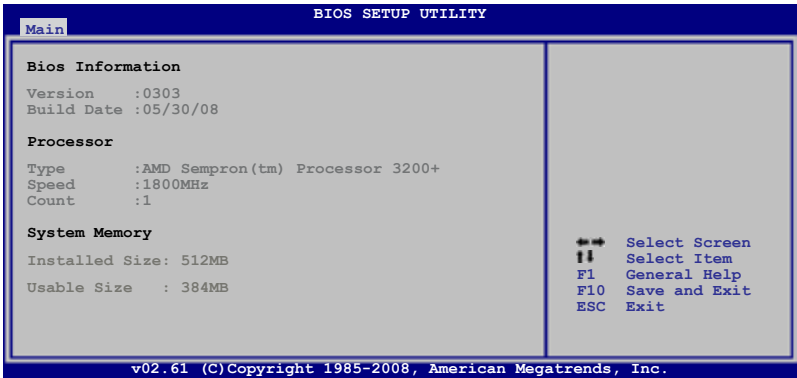 BIOS SETUP UTILITY
Main
Bios Information
Version :0303
Build Date :05/30/08
Processor
Type :AMD Sempron(tm) Processor 3200+
Speed :1800MHz
Count :1
System Memory
Installed Size: 512MB
Usable Size : 384MB
←→ Select Screen
↑↓ Select Item
F1 General Help
F10 Save and Exit
ESC Exit
v02.61 (C)Copyright 1985-2008, American Megatrends, Inc.